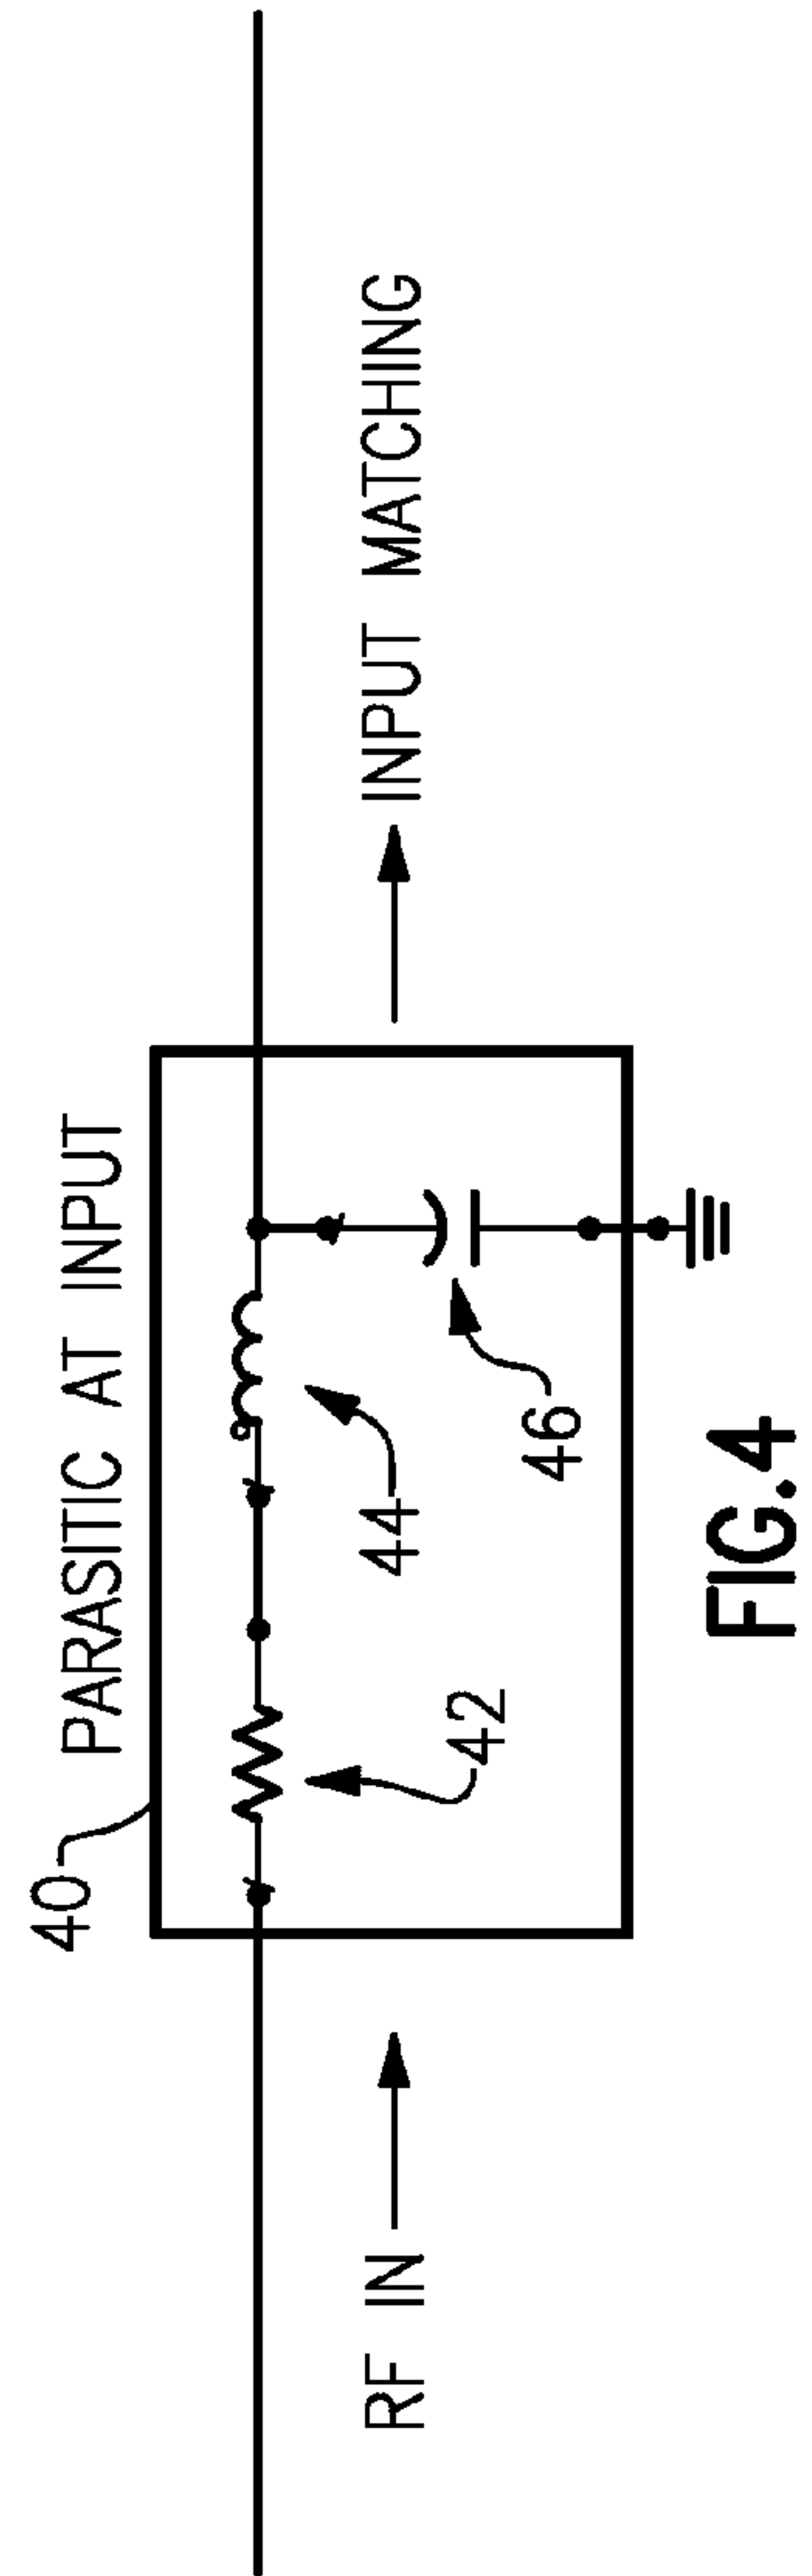 40
PARASITIC AT INPUT
RF IN
INPUT MATCHING
42
44
46
FIG.4